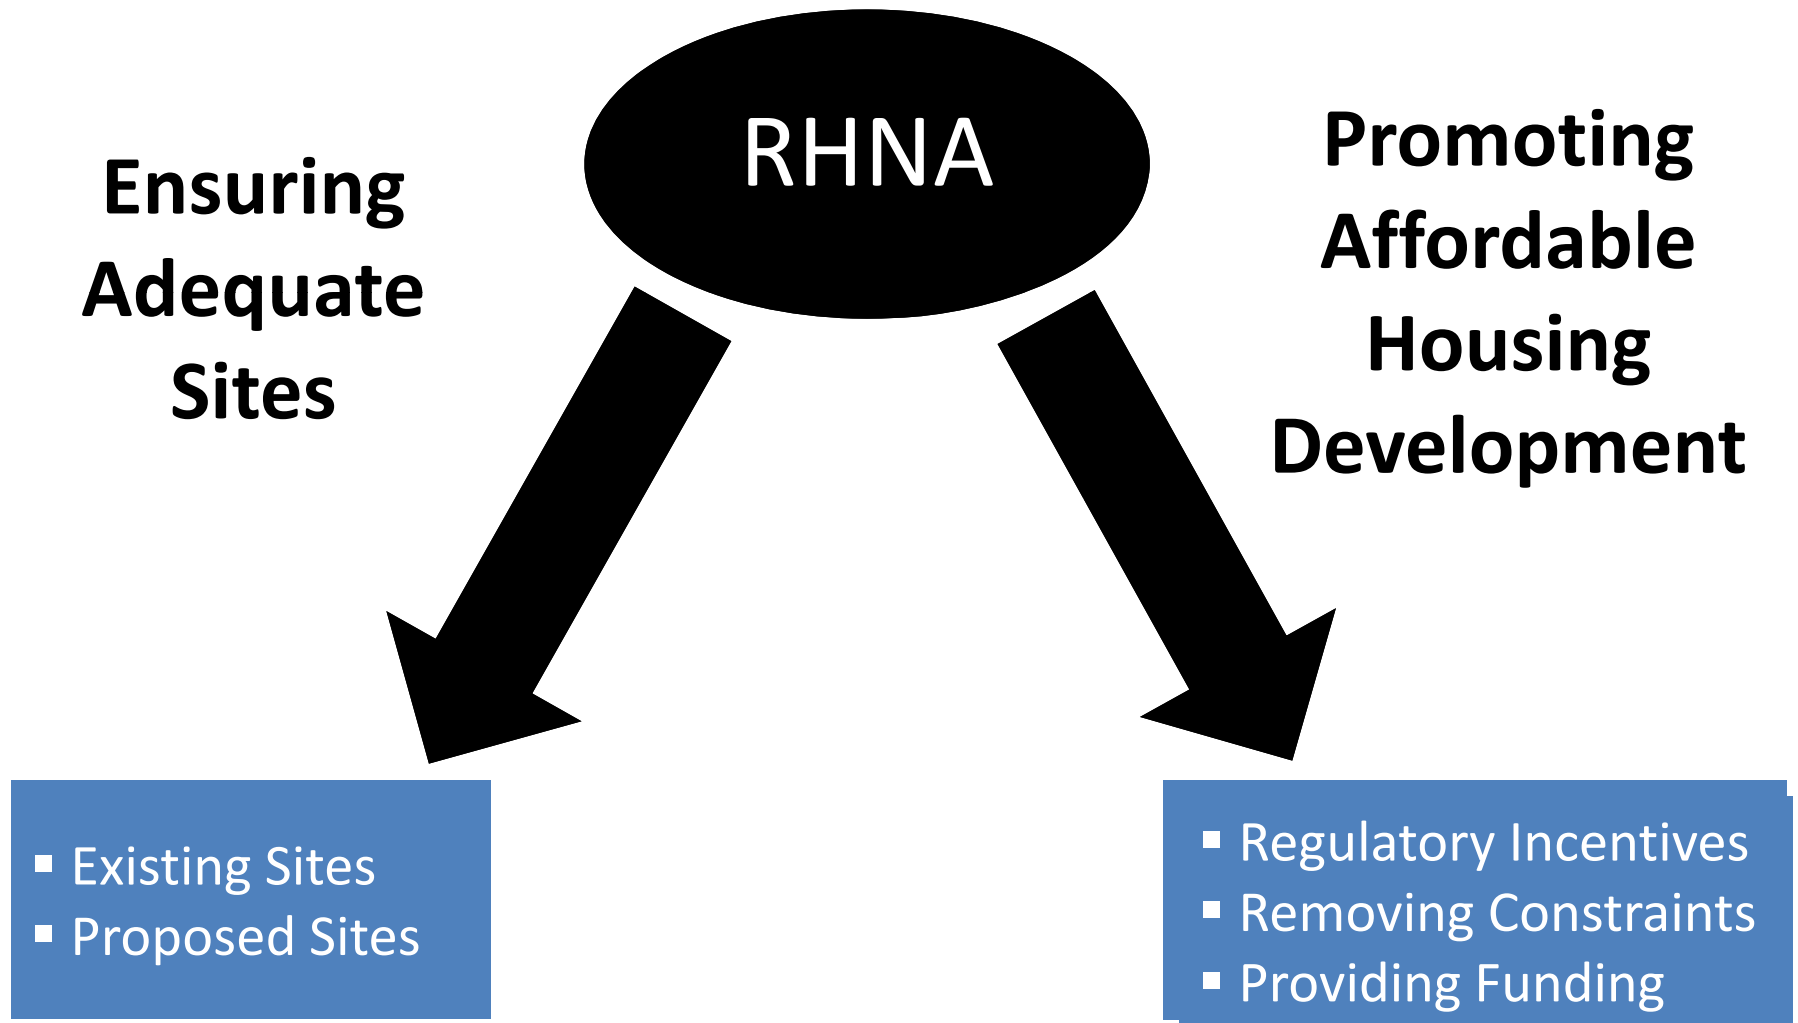 RHNA
Ensuring
Adequate
Sites
Promoting
Affordable
Housing
Development
▪ Existing Sites
▪ Proposed Sites
▪ Regulatory Incentives
▪ Removing Constraints
▪ Providing Funding